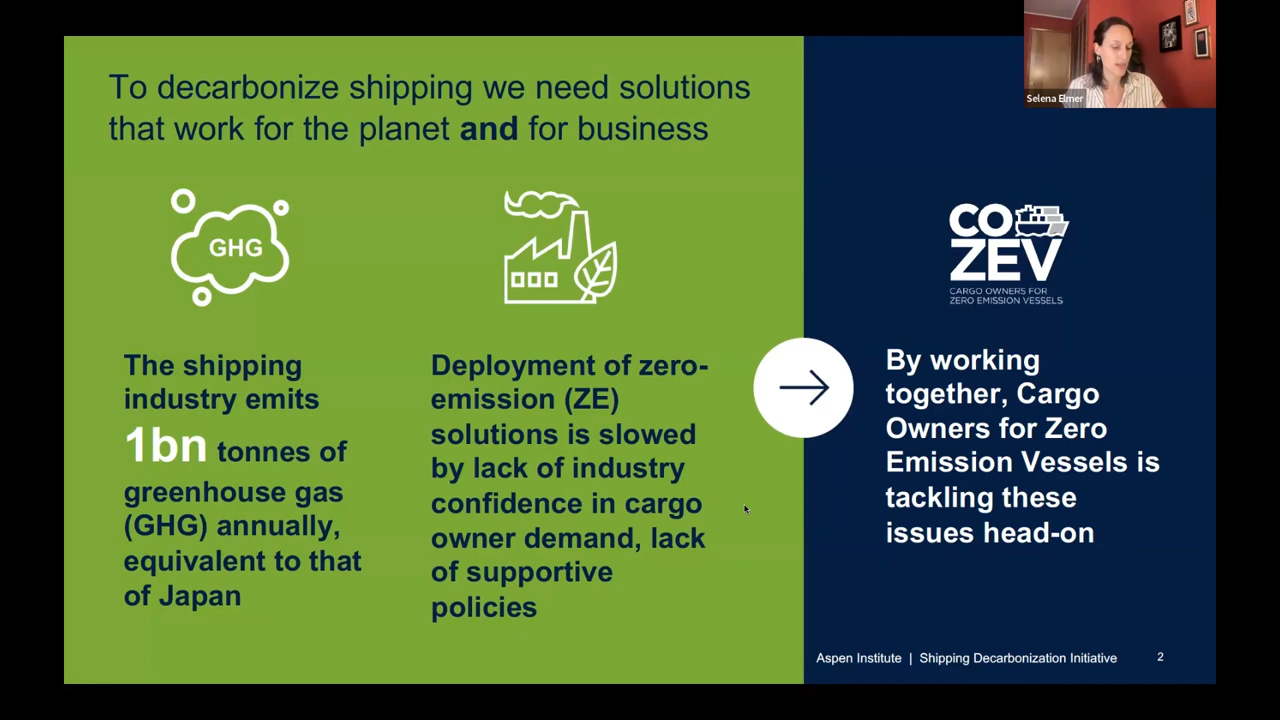 Selena Elmer
To decarbonize shipping we need solutions
that work for the planet and for business
GHG
The shipping
industry emits
1bn tonnes of
greenhouse gas
(GHG) annually,
equivalent to that
of Japan
Deployment of zero-
emission (ZE)
solutions is slowed
by lack of industry
confidence in cargo
owner demand, lack
of supportive
policies
CO
ZEV
CARGO OWNERS FOR
ZERO EMISSION VESSELS
By working
together, Cargo
Owners for Zero
Emission Vessels is
tackling these
issues head-on
Aspen Institute | Shipping Decarbonization Initiative 2